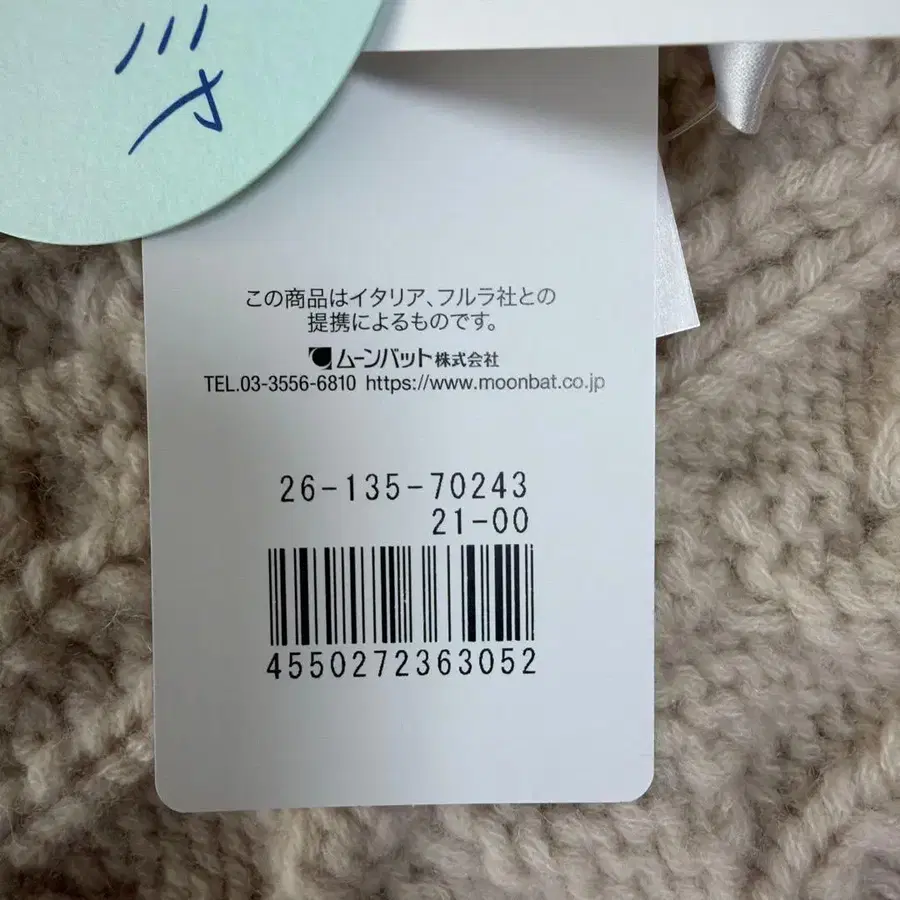 この商品はイタリア、フルラ社との
提携によるものです。
ムーンバット株式会社
TEL.03-3556-6810 https://www.moonbat.co.jp
26-135-70243
21-00
4550272363052